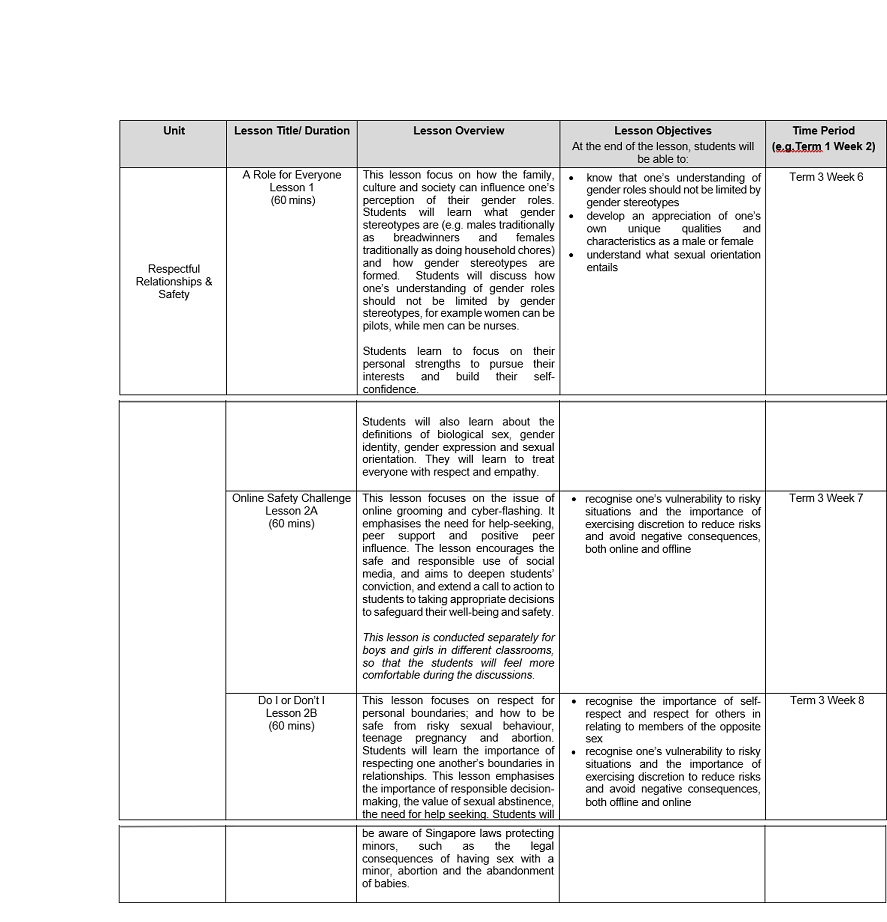 Unit
Lesson Title/ Duration
Lesson Overview
Lesson Objectives
At the end of the lesson, students will
be able to:
Time Period
(e.g.Term 1 Week 2)
Respectful
Relationships &
Safety
A Role for Everyone
Lesson 1
(60 mins)
This lesson focus on how the family,
culture and society can influence one's
perception of their gender roles.
Students will learn what gender
stereotypes are (e.g. males traditionally
as breadwinners and females
traditionally as doing household chores)
and how gender stereotypes are
formed. Students will discuss how
one's understanding of gender roles
should not be limited by gender
stereotypes, for example women can be
pilots, while men can be nurses.
Students learn to focus on their
personal strengths to pursue their
interests and build their self-
confidence.
• know that one's understanding of
gender roles should not be limited by
gender stereotypes
• develop an appreciation of one's
own unique qualities and
characteristics as a male or female
• understand what sexual orientation
entails
Term 3 Week 6
Students will also learn about the
definitions of biological sex, gender
identity, gender expression and sexual
orientation. They will learn to treat
everyone with respect and empathy.
Online Safety Challenge
Lesson 2A
(60 mins)
This lesson focuses on the issue of
online grooming and cyber-flashing. It
emphasises the need for help-seeking,
peer support and positive peer
influence. The lesson encourages the
safe and responsible use of social
media, and aims to deepen students'
conviction, and extend a call to action to
students to taking appropriate decisions
to safeguard their well-being and safety.
This lesson is conducted separately for
boys and girls in different classrooms,
so that the students will feel more
comfortable during the discussions.
• recognise one's vulnerability to risky
situations and the importance of
exercising discretion to reduce risks
and avoid negative consequences,
both online and offline
Term 3 Week 7
Do I or Don't I
Lesson 2B
(60 mins)
This lesson focuses on respect for
personal boundaries; and how to be
safe from risky sexual behaviour,
teenage pregnancy and abortion.
Students will learn the importance of
respecting one another's boundaries in
relationships. This lesson emphasises
the importance of responsible decision-
making, the value of sexual abstinence,
the need for help seeking. Students will
• recognise the importance of self-
respect and respect for others in
relating to members of the opposite
sex
• recognise one's vulnerability to risky
situations and the importance of
exercising discretion to reduce risks
and avoid negative consequences,
both offline and online
Term 3 Week 8
be aware of Singapore laws protecting
minors, such as the legal
consequences of having sex with a
minor, abortion and the abandonment
of babies.